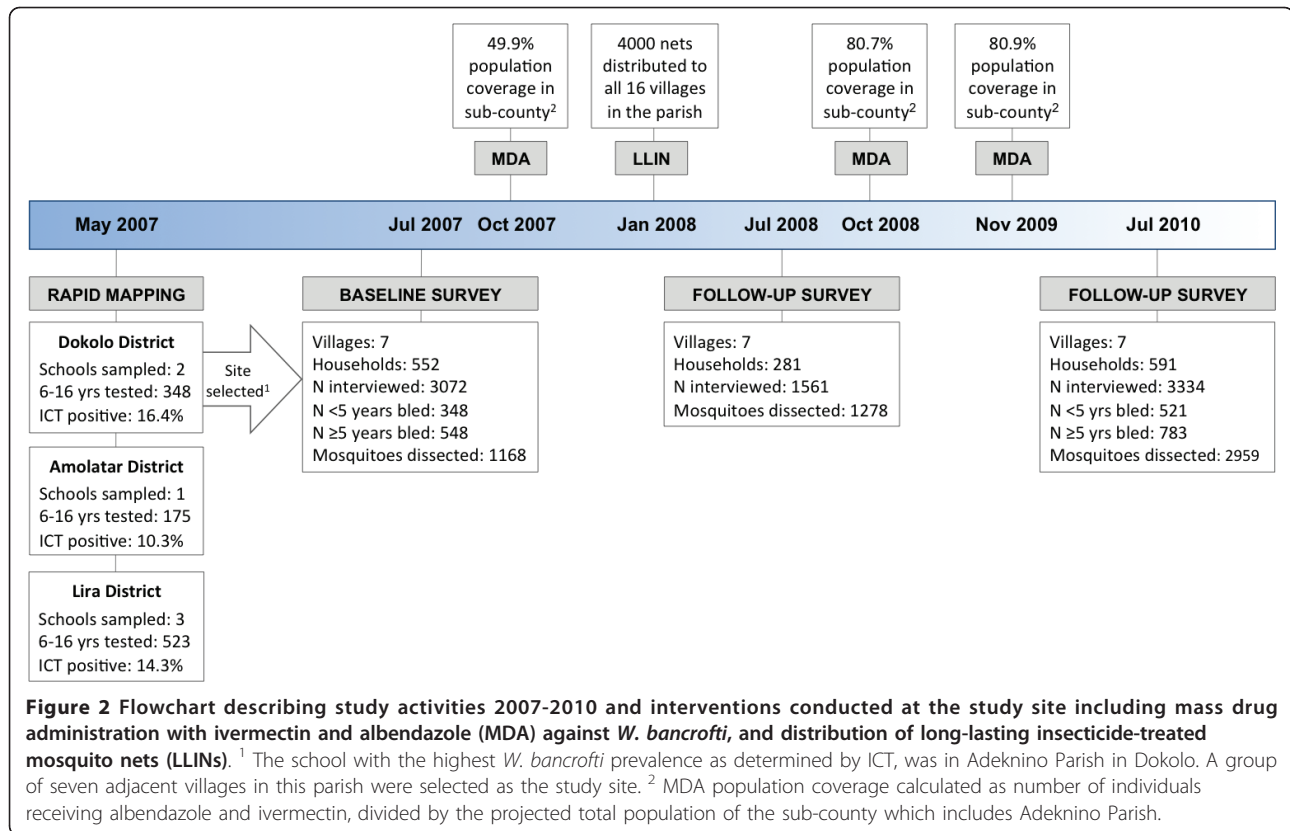 49.9%
population
coverage in
sub-county²
4000 nets
distributed to
all 16 villages
in the parish
80.7%
population
coverage in
sub-county²
80.9%
population
coverage in
sub-county²
MDA
LLIN
MDA
MDA
May 2007
Jul 2007
Oct 2007
Jan 2008
Jul 2008
Oct 2008
Nov 2009
Jul 2010
RAPID MAPPING
Dokolo District
Schools sampled: 2
6-16 yrs tested: 348
ICT positive: 16.4%
Site
selected¹
Amolatar District
Schools sampled: 1
6-16 yrs tested: 175
ICT positive: 10.3%
Lira District
Schools sampled: 3
6-16 yrs tested: 523
ICT positive: 14.3%
BASELINE SURVEY
Villages: 7
Households: 552
N interviewed: 3072
N <5 years bled: 348
N ≥5 years bled: 548
Mosquitoes dissected: 1168
FOLLOW-UP SURVEY
Villages: 7
Households: 281
N interviewed: 1561
Mosquitoes dissected: 1278
FOLLOW-UP SURVEY
Villages: 7
Households: 591
N interviewed: 3334
N <5 yrs bled: 521
N ≥5 yrs bled: 783
Mosquitoes dissected: 2959
Figure 2 Flowchart describing study activities 2007-2010 and interventions conducted at the study site including mass drug
administration with ivermectin and albendazole (MDA) against W. bancrofti, and distribution of long-lasting insecticide-treated
mosquito nets (LLINs). ¹ The school with the highest W. bancrofti prevalence as determined by ICT, was in Adeknino Parish in Dokolo. A group
of seven adjacent villages in this parish were selected as the study site. ² MDA population coverage calculated as number of individuals
receiving albendazole and ivermectin, divided by the projected total population of the sub-county which includes Adeknino Parish.